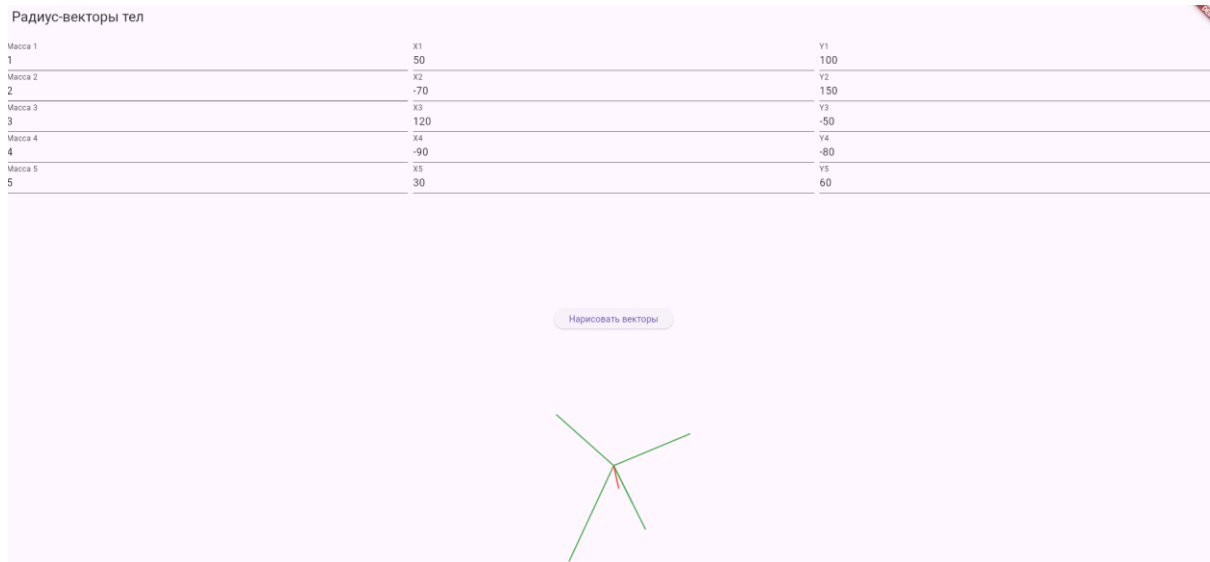 Радиус-векторы тел
Масса 1 X1 Y1
1 50 100
Масса 2 X2 Y2
2 -70 150
Масса 3 X3 Y3
3 120 -50
Масса 4 X4 Y4
4 -90 -80
Масса 5 X5 Y5
5 30 60
Нарисовать векторы